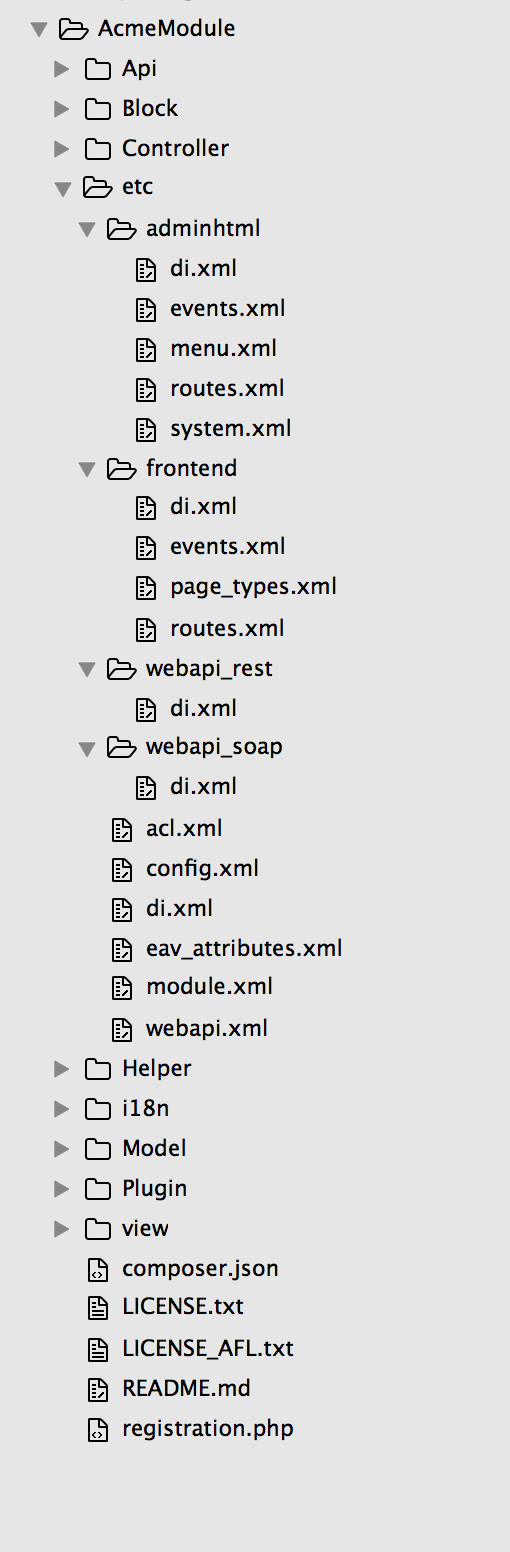 AcmeModule
Api
Block
Controller
etc
adminhtml
di.xml
events.xml
menu.xml
routes.xml
system.xml
frontend
di.xml
events.xml
page_types.xml
routes.xml
webapi_rest
di.xml
webapi_soap
di.xml
acl.xml
config.xml
di.xml
eav_attributes.xml
module.xml
webapi.xml
Helper
i18n
Model
Plugin
view
composer.json
LICENSE.txt
LICENSE_AFL.txt
README.md
registration.php